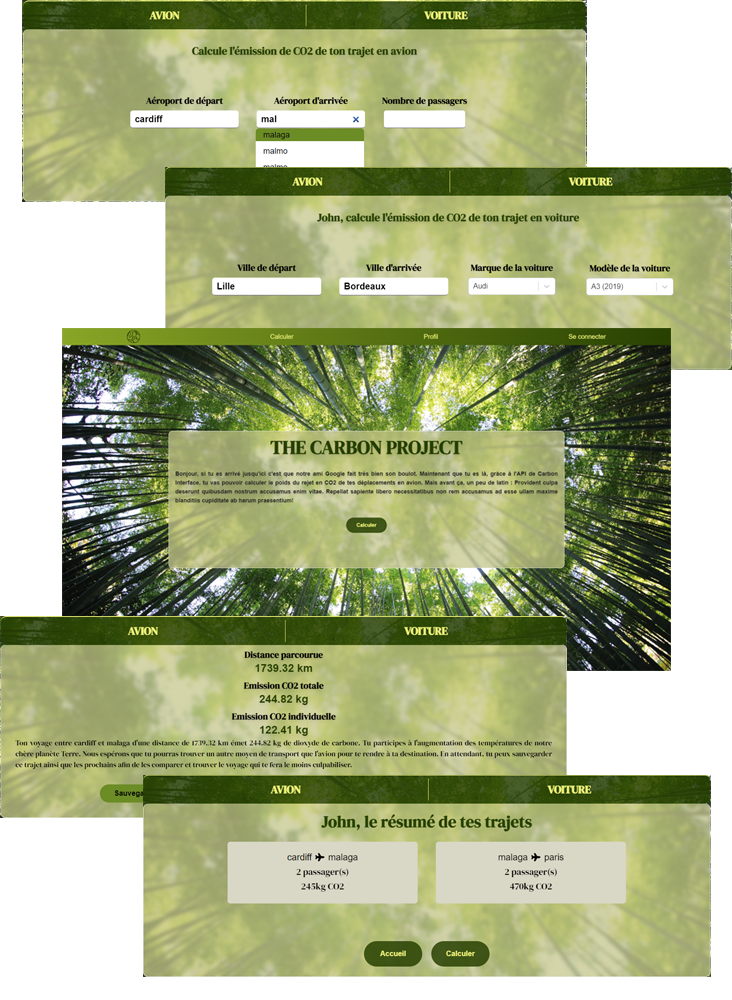 AVION VOITURE
Calcule l'émission de CO2 de ton trajet en avion
Aéroport de départ Aéroport d'arrivée Nombre de passagers
cardiff mal ×
malaga
malmo
malmo
AVION VOITURE
John, calcule l'émission de CO2 de ton trajet en voiture
Ville de départ Ville d'arrivée Marque de la voiture Modèle de la voiture
Lille Bordeaux Audi A3 (2019)
Calculer Profil Se connecter
THE CARBON PROJECT
Bonjour, si tu es arrivé jusqu'ici c'est que notre ami Google fait très bien son boulot. Maintenant que tu es là, grâce à l'API de Carbon
Interface, tu vas pouvoir calculer le poids du rejet en CO2 de tes déplacements en avion. Mais avant ça, un peu de latin : Provident culpa
deserunt quibusdam nostrum accusamus enim vitae. Repellat sapiente libero necessitatibus non rem accusamus ad esse ullam maxime
blanditiis cupiditate ab harum praesentium!
Calculer
AVION VOITURE
Distance parcourue
1739.32 km
Emission CO2 totale
244.82 kg
Emission CO2 individuelle
122.41 kg
Ton voyage entre cardiff et malaga d'une distance de 1739.32 km émet 244.82 kg de dioxyde de carbone. Tu participes à l'augmentation des températures de notre
chère planète Terre. Nous espérons que tu pourras trouver un autre moyen de transport que l'avion pour te rendre à ta destination. En attendant, tu peux sauvegarder
ce trajet ainsi que les prochains afin de les comparer et trouver le voyage qui te fera le moins culpabiliser.
Sauvega
AVION VOITURE
John, le résumé de tes trajets
cardiff malaga malaga paris
2 passager(s) 2 passager(s)
245kg CO2 470kg CO2
Accueil Calculer